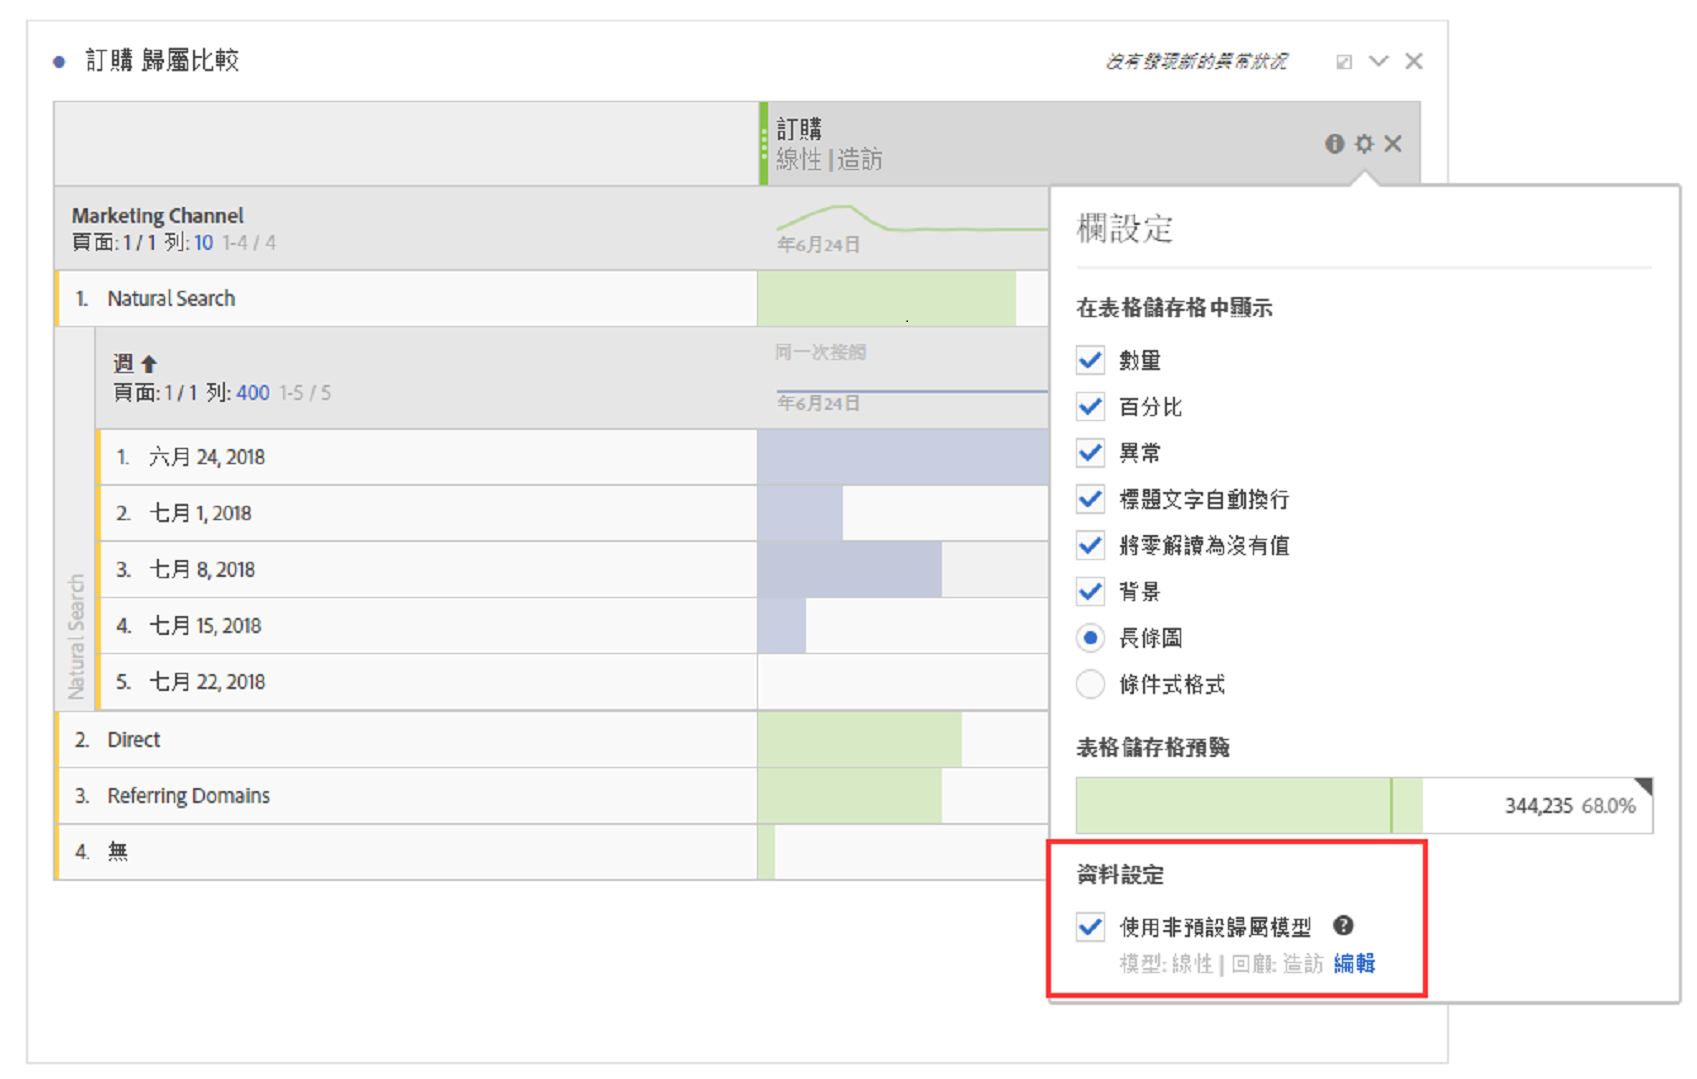 訂購 歸屬比較
沒有發現新的異常狀況
訂購
線性 | 造訪
Marketing Channel
頁面: 1 / 1 列: 10 1-4 / 4
年6月24日
1. Natural Search
週
頁面: 1 / 1 列: 400 1-5 / 5
同一次接觸
年6月24日
Natural Search
1. 六月 24, 2018
2. 七月 1, 2018
3. 七月 8, 2018
4. 七月 15, 2018
5. 七月 22, 2018
2. Direct
3. Referring Domains
4. 無
欄設定
在表格儲存格中顯示
數量
百分比
異常
標題文字自動換行
將零解讀為沒有值
背景
長條圖
條件式格式
表格儲存格預覽
344,235 68.0%
資料設定
使用非預設歸屬模型
模型: 線性 | 回顧: 造訪 編輯